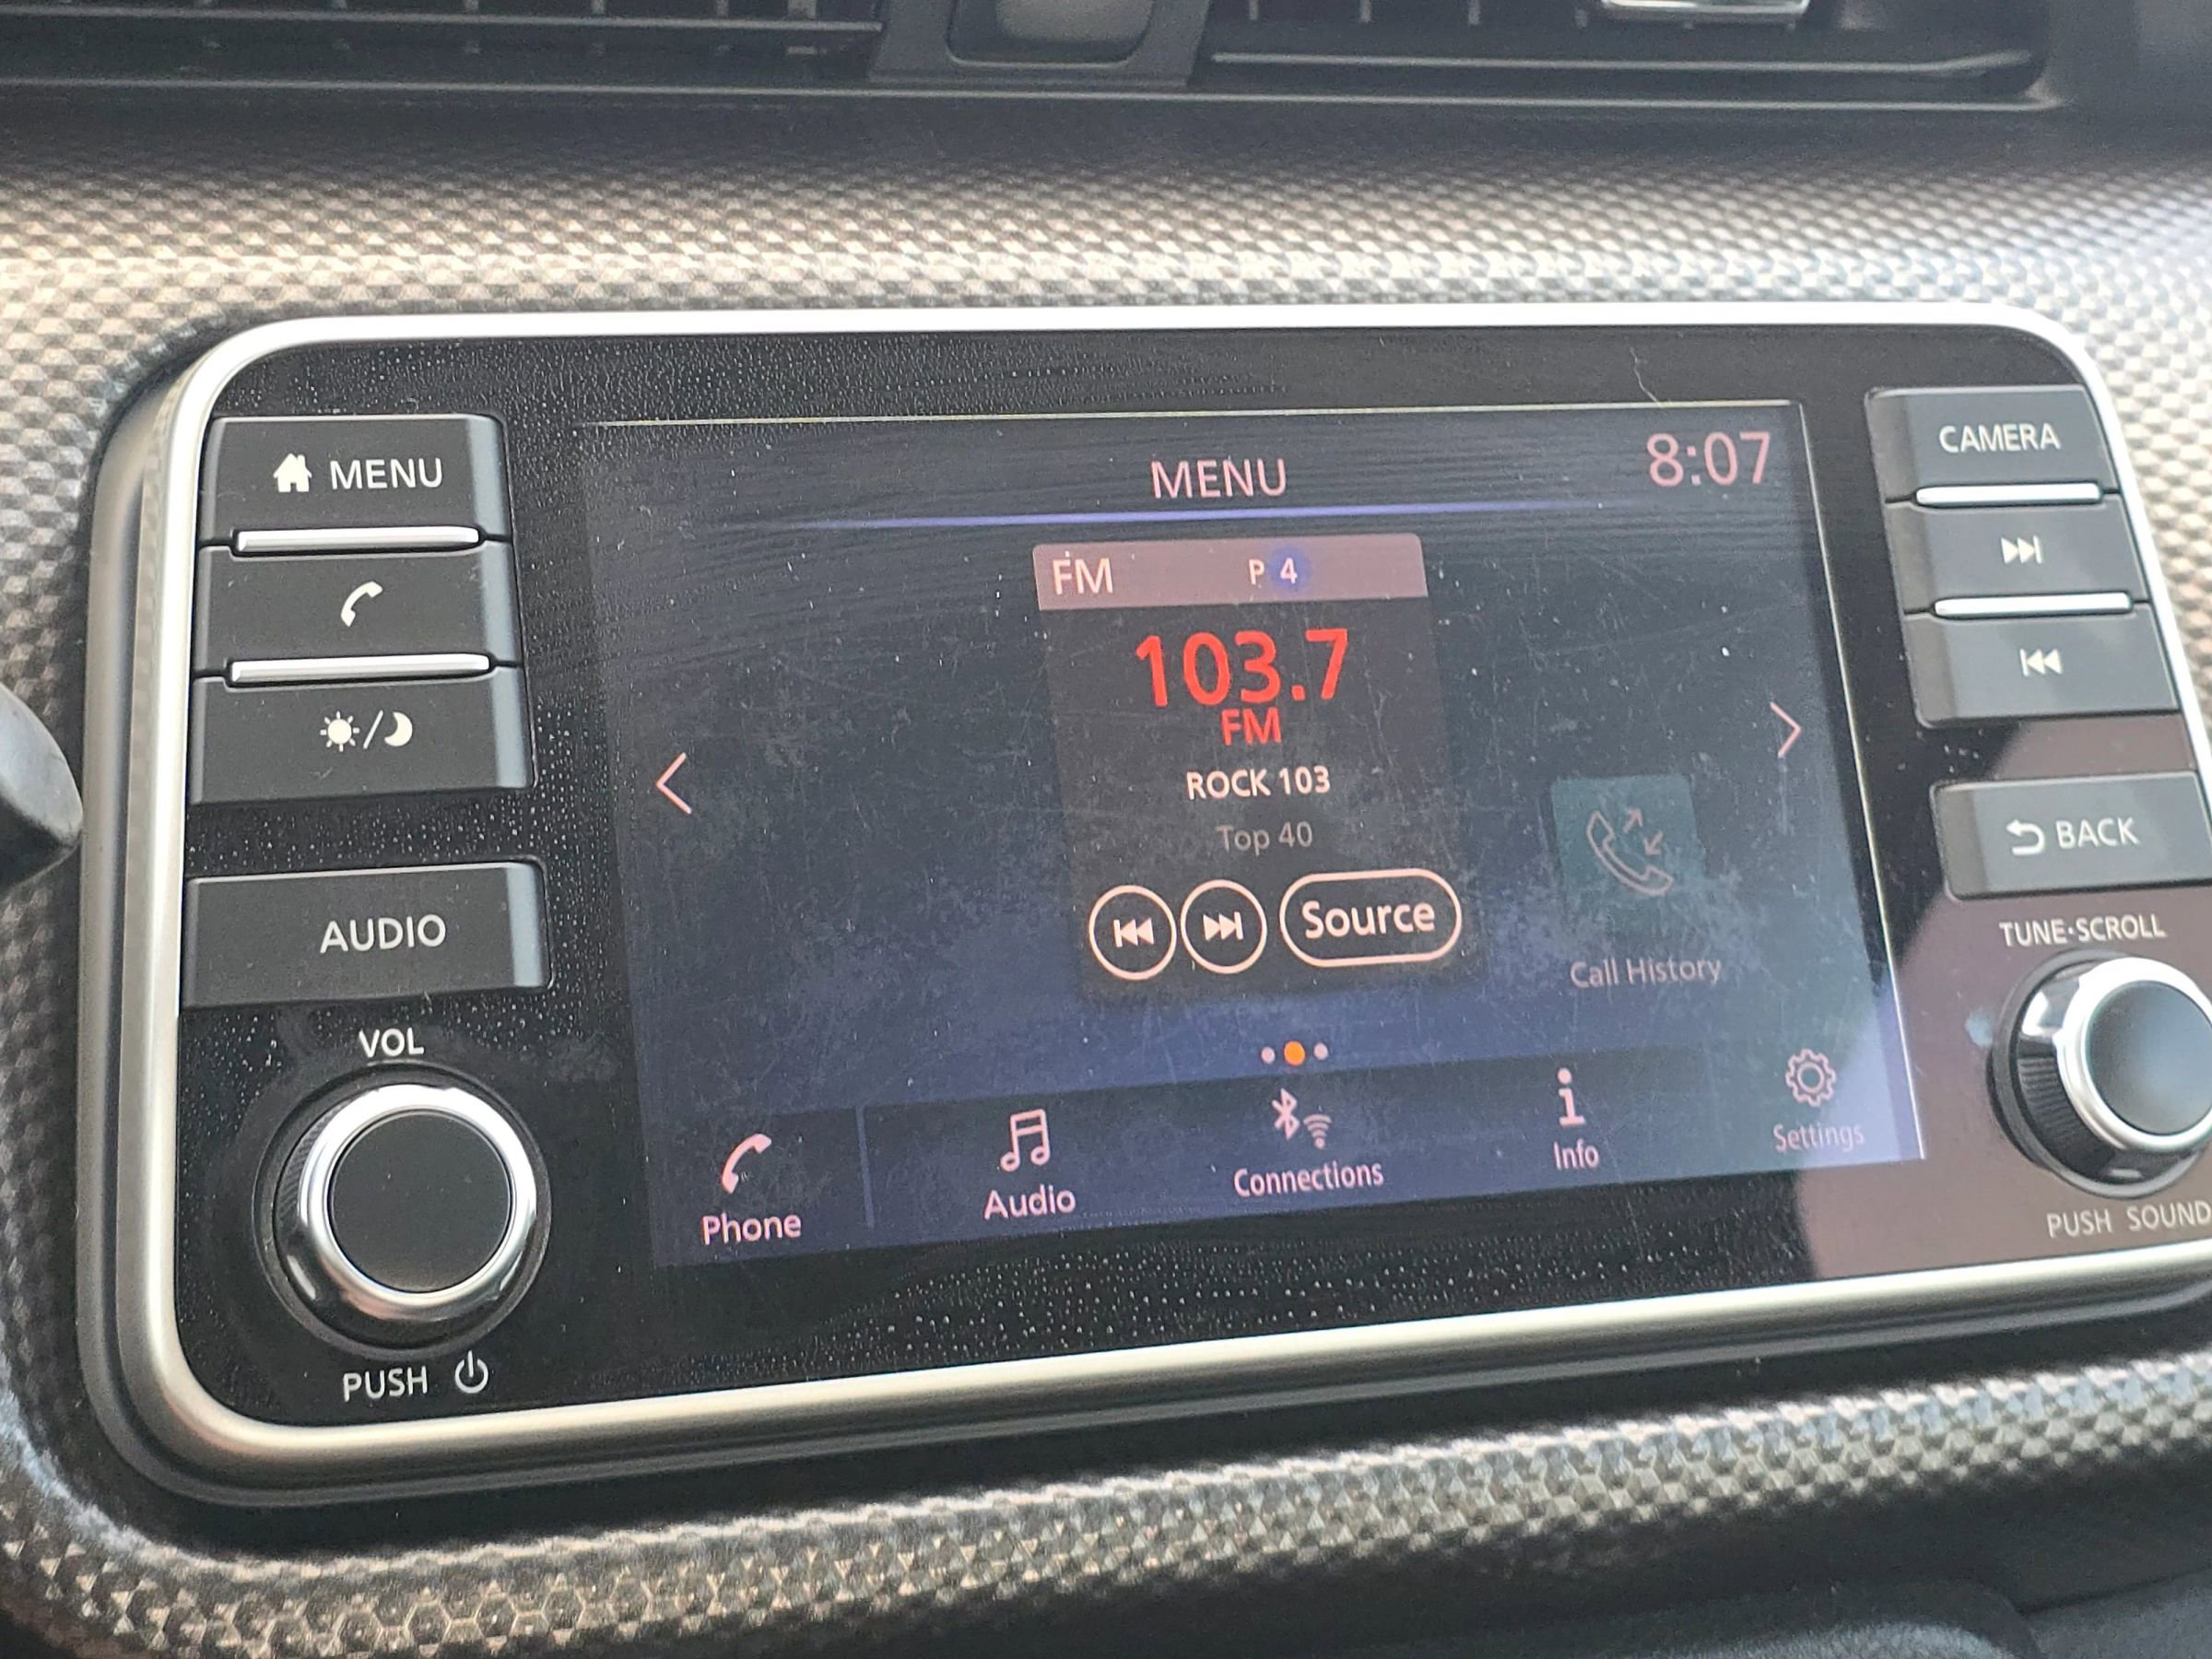 MENU
AUDIO
VOL
PUSH
MENU
8:07
FM P 4
103.7
FM
ROCK 103
Top 40
Source
Call History
Phone
Audio
Connections
Info
Settings
CAMERA
BACK
TUNE·SCROLL
PUSH SOUND